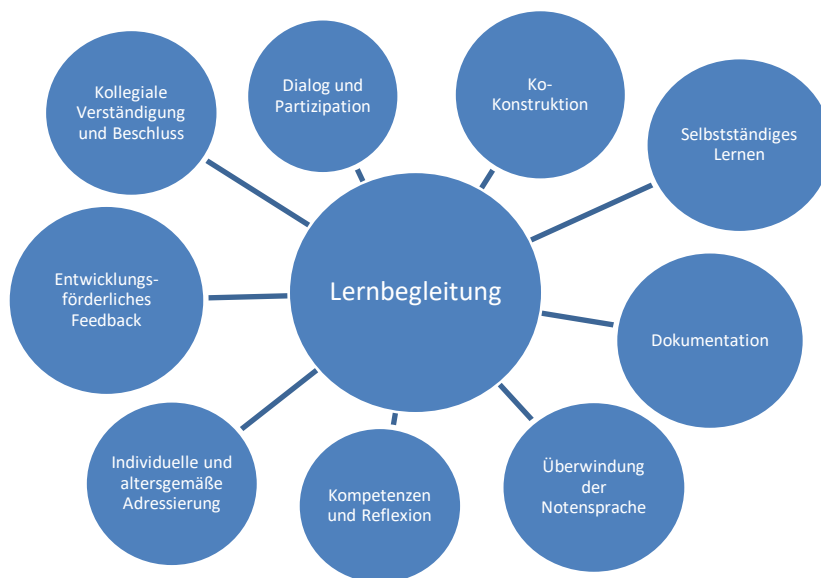 Kollegiale
Verständigung
und Beschluss
Dialog und
Partizipation
Ko-
Konstruktion
Selbstständiges
Lernen
Entwicklungs-
förderliches
Feedback
Lernbegleitung
Dokumentation
Individuelle und
altersgemäße
Adressierung
Kompetenzen
und Reflexion
Überwindung
der
Notensprache